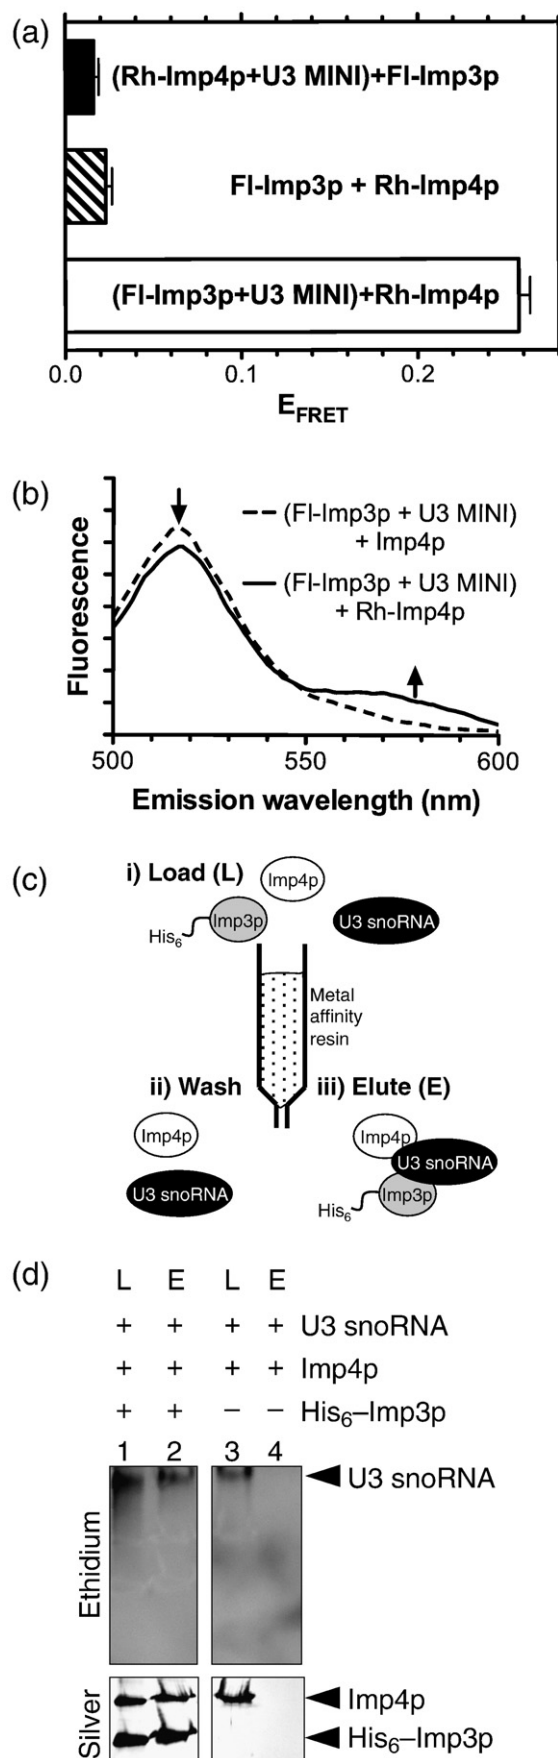 (a)
(Rh-Imp4p+U3 MINI)+Fl-Imp3p
Fl-Imp3p + Rh-Imp4p
(Fl-Imp3p+U3 MINI)+Rh-Imp4p
0.0 0.1 0.2
EFRET
(b)
(Fl-Imp3p + U3 MINI)
+ Imp4p
(Fl-Imp3p + U3 MINI)
+ Rh-Imp4p
Fluorescence
500 550 600
Emission wavelength (nm)
(c)
i) Load (L)
Imp4p
Imp3p
His6
U3 snoRNA
Metal
affinity
resin
ii) Wash
iii) Elute (E)
Imp4p
U3 snoRNA
Imp4p
U3 snoRNA
Imp3p
His6
(d)
L E L E
+ + + + U3 snoRNA
+ + + + Imp4p
+ + − − His6–Imp3p
1 2 3 4
U3 snoRNA
Ethidium
Silver
Imp4p
His6–Imp3p